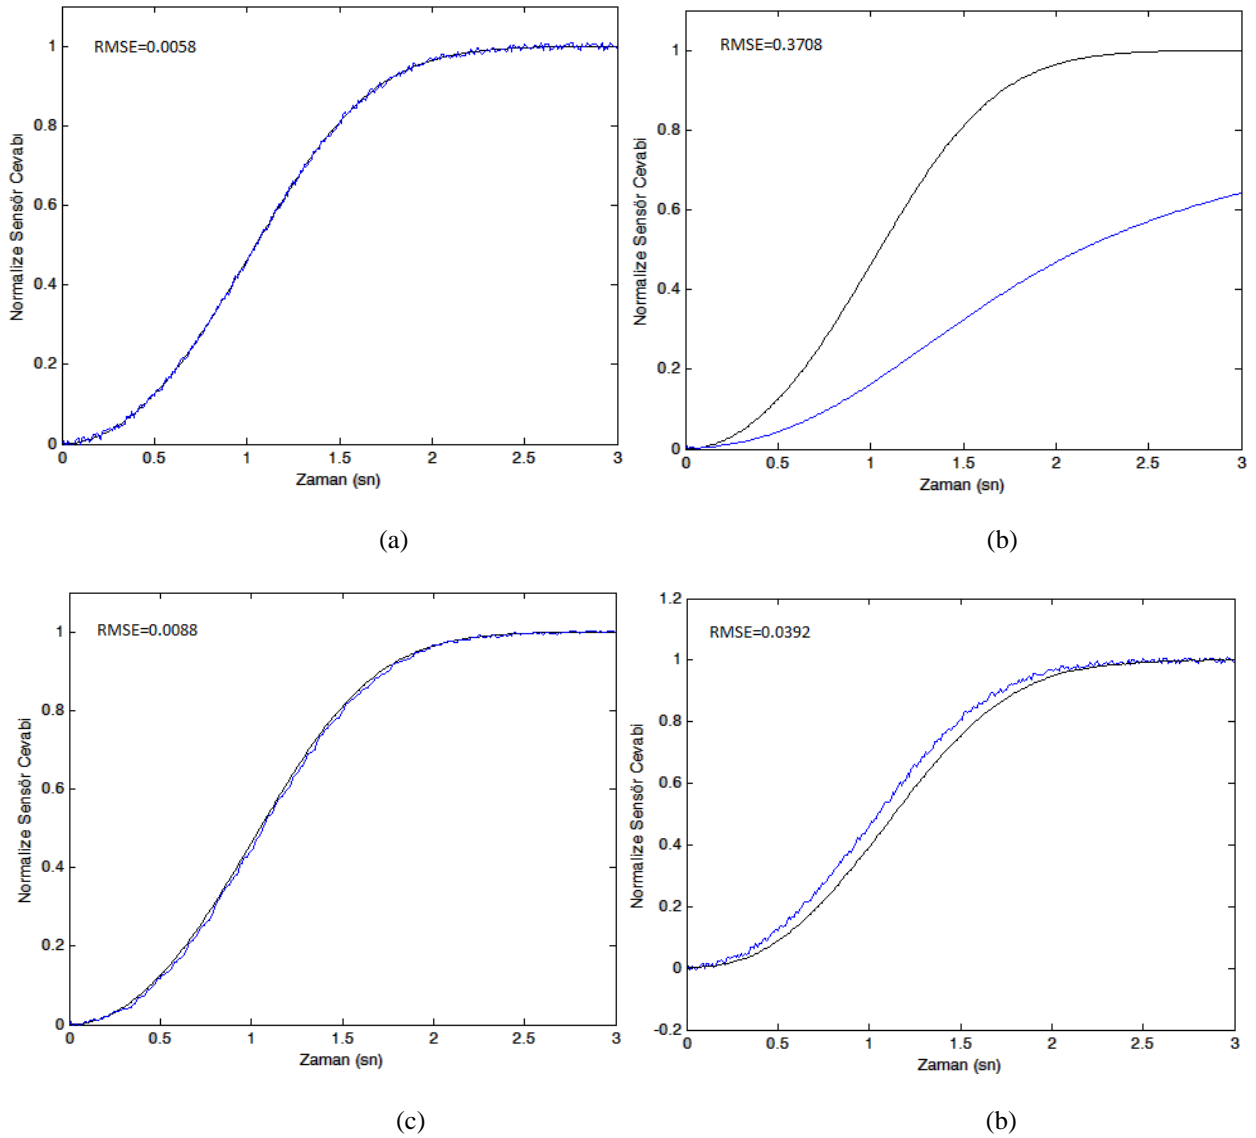 RMSE=0.0058
1
0.8
0.6
0.4
0.2
0
Normalize Sensör Cevabi
0 0.5 1 1.5 2 2.5 3
Zaman (sn)
(a)
RMSE=0.3708
1
0.8
0.6
0.4
0.2
0
Normalize Sensör Cevabi
0 0.5 1 1.5 2 2.5 3
Zaman (sn)
(b)
RMSE=0.0088
1
0.8
0.6
0.4
0.2
0
Normalize Sensör Cevabi
0 0.5 1 1.5 2 2.5 3
Zaman (sn)
(c)
1.2
RMSE=0.0392
1
0.8
0.6
0.4
0.2
0
-0.2
Normalize Sensör Cevabi
0 0.5 1 1.5 2 2.5 3
Zaman (sn)
(b)